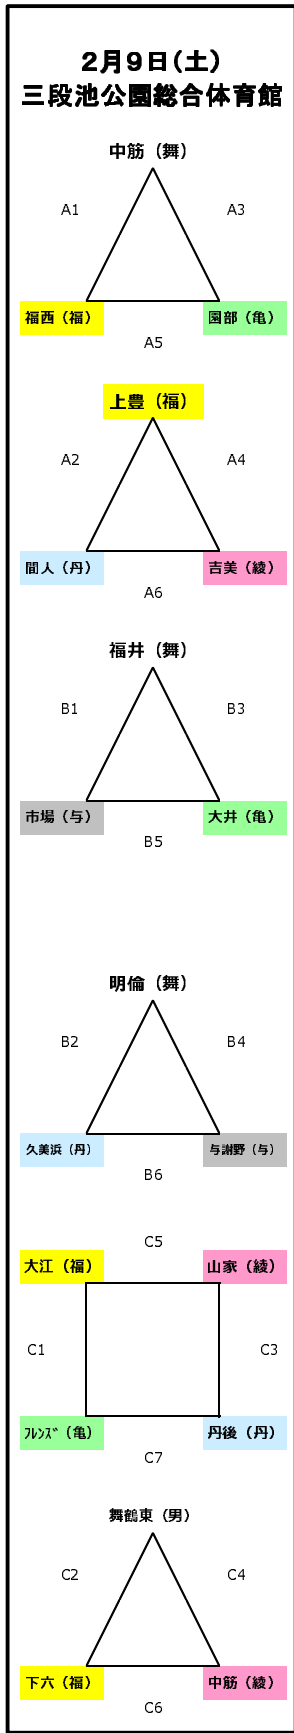 2月9日(土)
三段池公園総合体育館
中筋（舞）
A1 A3
福西（福） 園部（亀）
A5
上豊（福）
A2 A4
間人（丹） 吉美（綾）
A6
福井（舞）
B1 B3
市場（与） 大井（亀）
B5
明倫（舞）
B2 B4
久美浜（丹） 与謝野（与）
B6
C5
大江（福） 山家（綾）
C1 C3
ﾌﾚﾝｽﾞ（亀） 丹後（丹）
C7
舞鶴東（男）
C2 C4
下六（福） 中筋（綾）
C6